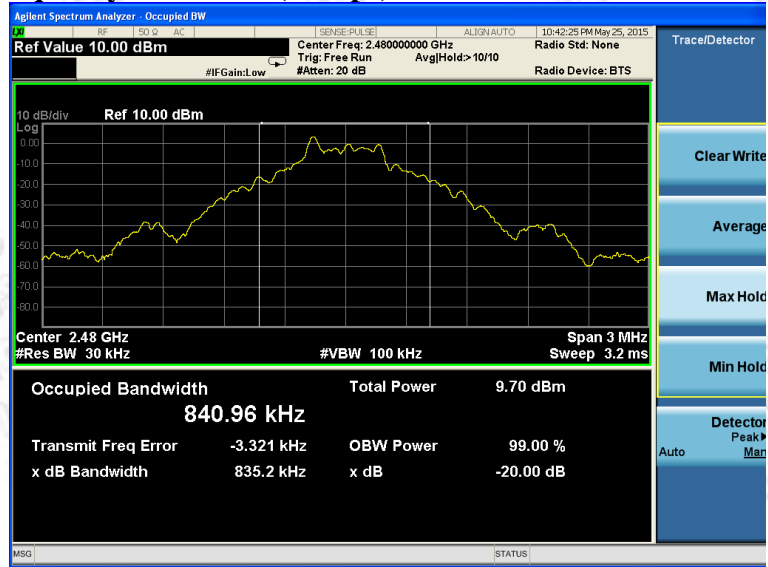 Agilent Spectrum Analyzer - Occupied BW
RF 50 Ω AC SENSE:PULSE ALIGN AUTO 10:42:25 PM May 25, 2015
Ref Value 10.00 dBm Center Freq: 2.480000000 GHz Radio Std: None
Trig: Free Run Avg|Hold:>10/10
#IFGain:Low #Atten: 20 dB Radio Device: BTS
Trace/Detector
10 dB/div Ref 10.00 dBm
Log
0.00
-10.0
-20.0
-30.0
-40.0
-50.0
-60.0
-70.0
-80.0
Center 2.48 GHz Span 3 MHz
#Res BW 30 kHz #VBW 100 kHz Sweep 3.2 ms
Occupied Bandwidth Total Power 9.70 dBm
840.96 kHz
Transmit Freq Error -3.321 kHz OBW Power 99.00 %
x dB Bandwidth 835.2 kHz x dB -20.00 dB
Clear Write
Average
Max Hold
Min Hold
Detector
Peak▶
Auto Man
MSG STATUS